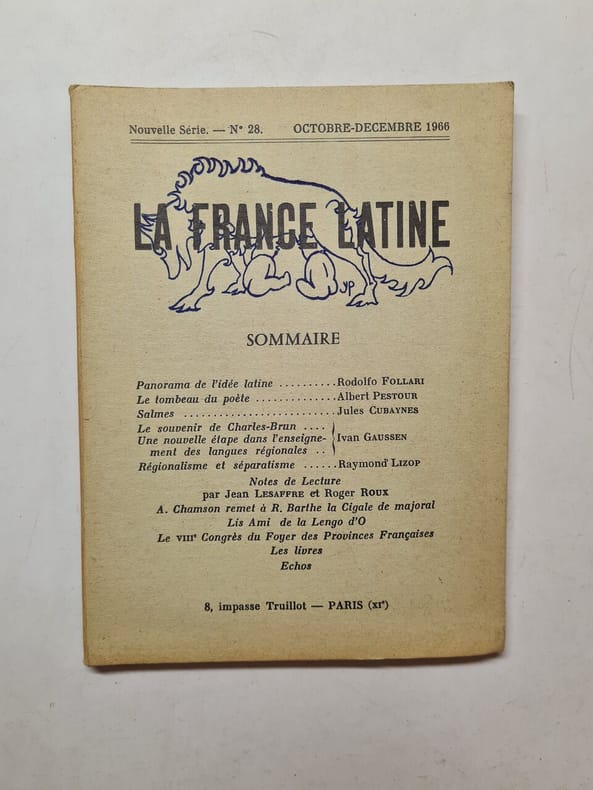 Nouvelle Série. — N° 28. OCTOBRE-DECEMBRE 1966
LA FRANCE LATINE
JP
SOMMAIRE
Panorama de l'idée latine .......... Rodolfo FOLLARI
Le tombeau du poète .............. Albert PESTOUR
Salmes ......................... Jules CUBAYNES
Le souvenir de Charles-Brun ....
Une nouvelle étape dans l'enseigne-
ment des langues régionales ..
Ivan GAUSSEN
Régionalisme et séparatisme ...... Raymond LIZOP
Notes de Lecture
par Jean LESAFFRE et Roger ROUX
A. Chamson remet à R. Barthe la Cigale de majoral
Lis Ami de la Lengo d'O
Le VIIIe Congrès du Foyer des Provinces Françaises
Les livres
Echos
8, impasse Truillot — PARIS (XIe)